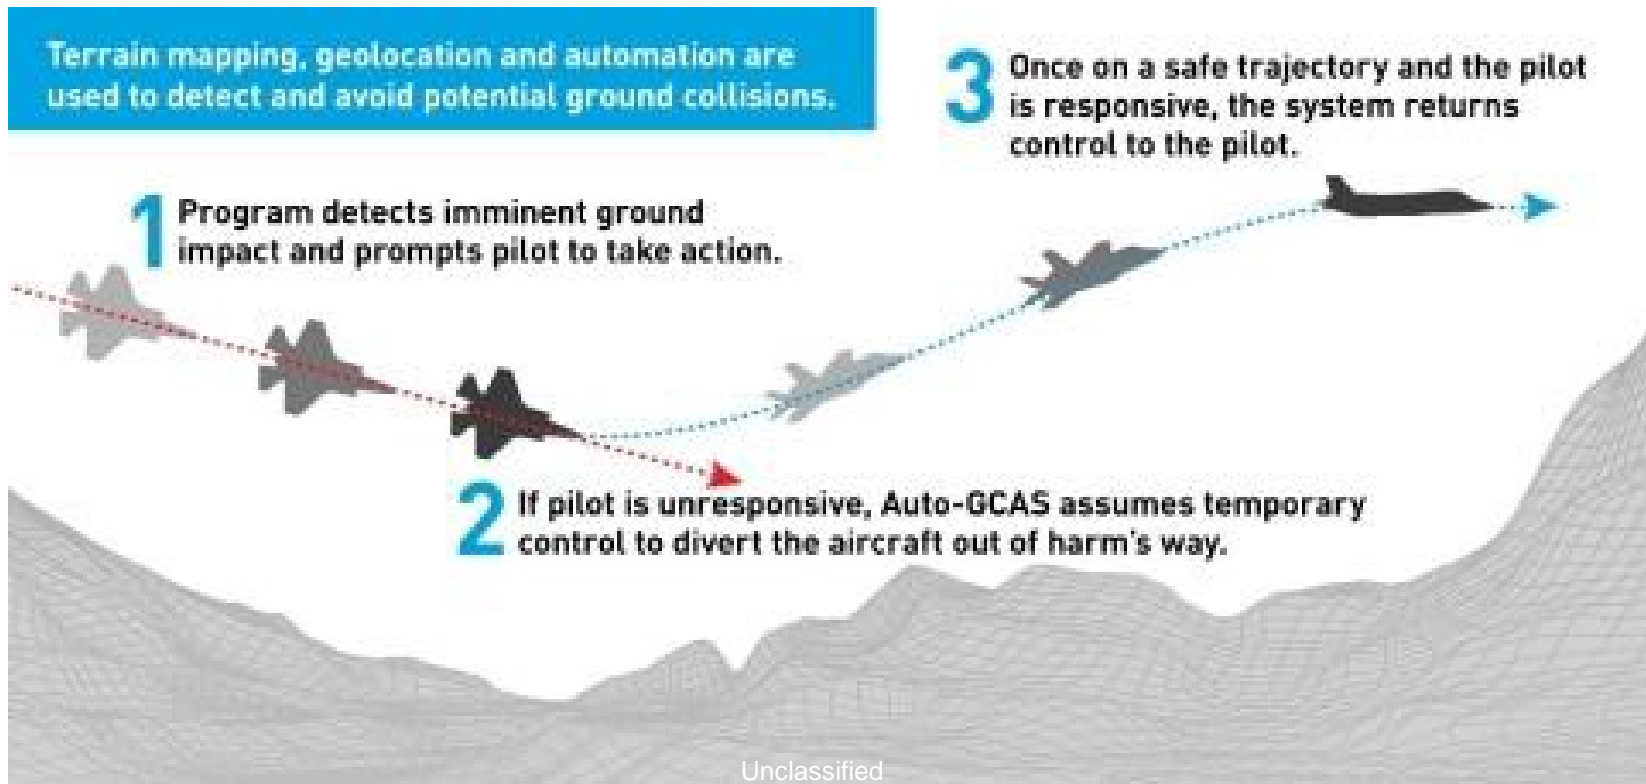 Terrain mapping, geolocation and automation are
used to detect and avoid potential ground collisions.
1 Program detects imminent ground
impact and prompts pilot to take action.
2 If pilot is unresponsive, Auto-GCAS assumes temporary
control to divert the aircraft out of harm's way.
3 Once on a safe trajectory and the pilot
is responsive, the system returns
control to the pilot.
Unclassified